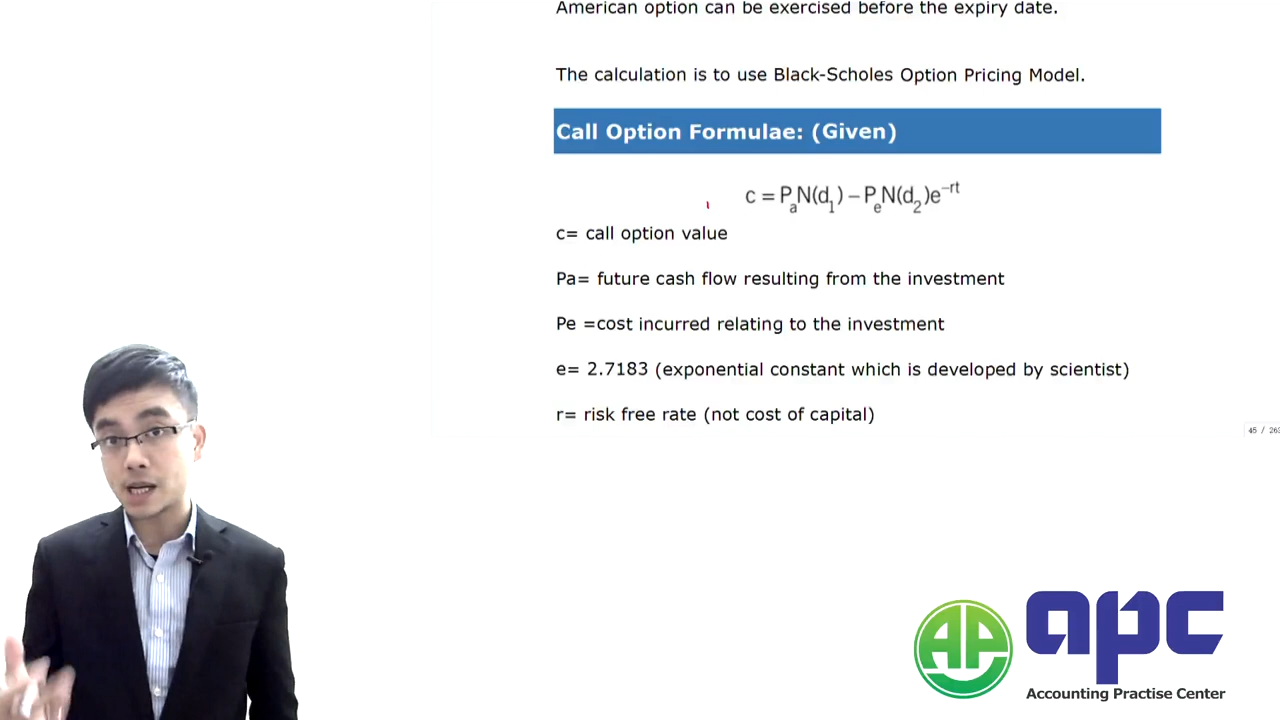 American option can be exercised before the expiry date.
The calculation is to use Black-Scholes Option Pricing Model.
Call Option Formulae: (Given)
c = PₐN(d₁) – PₑN(d₂)e⁻ʳᵗ
c= call option value
Pa= future cash flow resulting from the investment
Pe =cost incurred relating to the investment
e= 2.7183 (exponential constant which is developed by scientist)
r= risk free rate (not cost of capital)
45 / 263
AP
apc
Accounting Practise Center